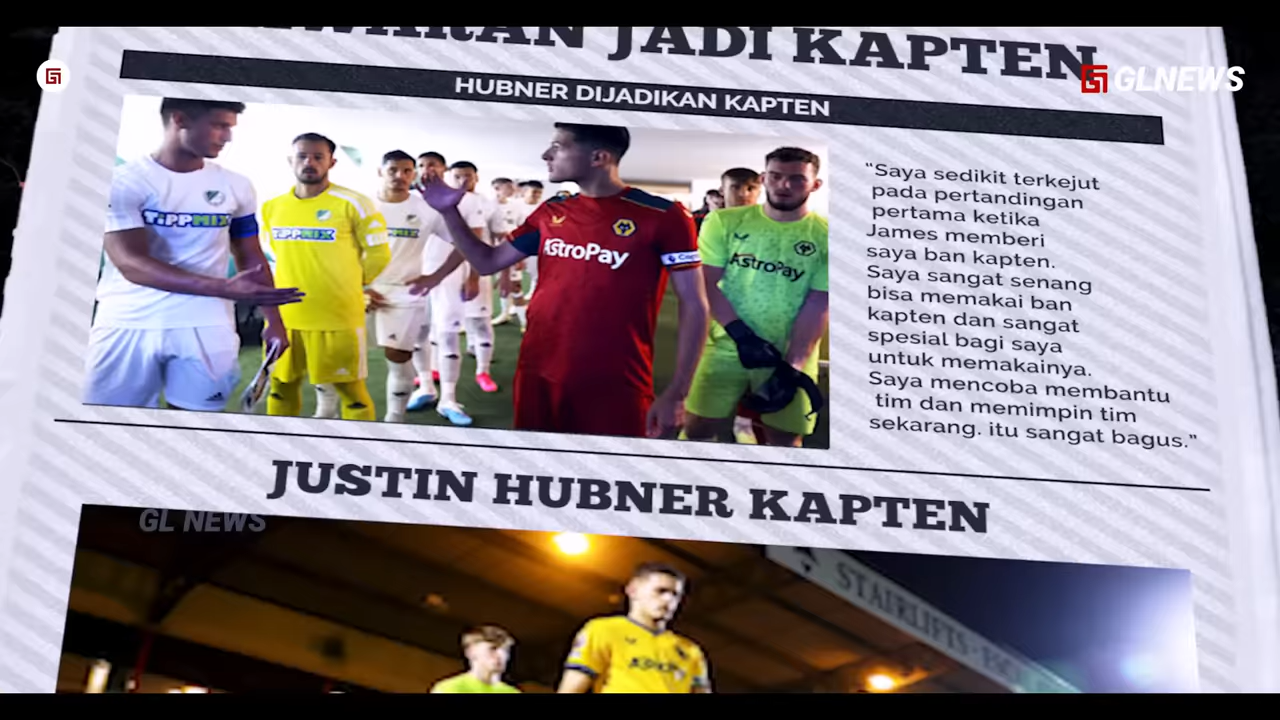 JADI KAPTEN
GLNEWS
HUBNER DIJADIKAN KAPTEN
“Saya sedikit terkejut
pada pertandingan
pertama ketika
James memberi
saya ban kapten.
Saya sangat senang
bisa memakai ban
kapten dan sangat
spesial bagi saya
untuk memakainya.
Saya mencoba membantu
tim dan memimpin tim
sekarang. itu sangat bagus.”
TIPPMIX
TIPPMIX
AstroPay
AstroPay
JUSTIN HUBNER KAPTEN
GL NEWS
STAIRLIFTS